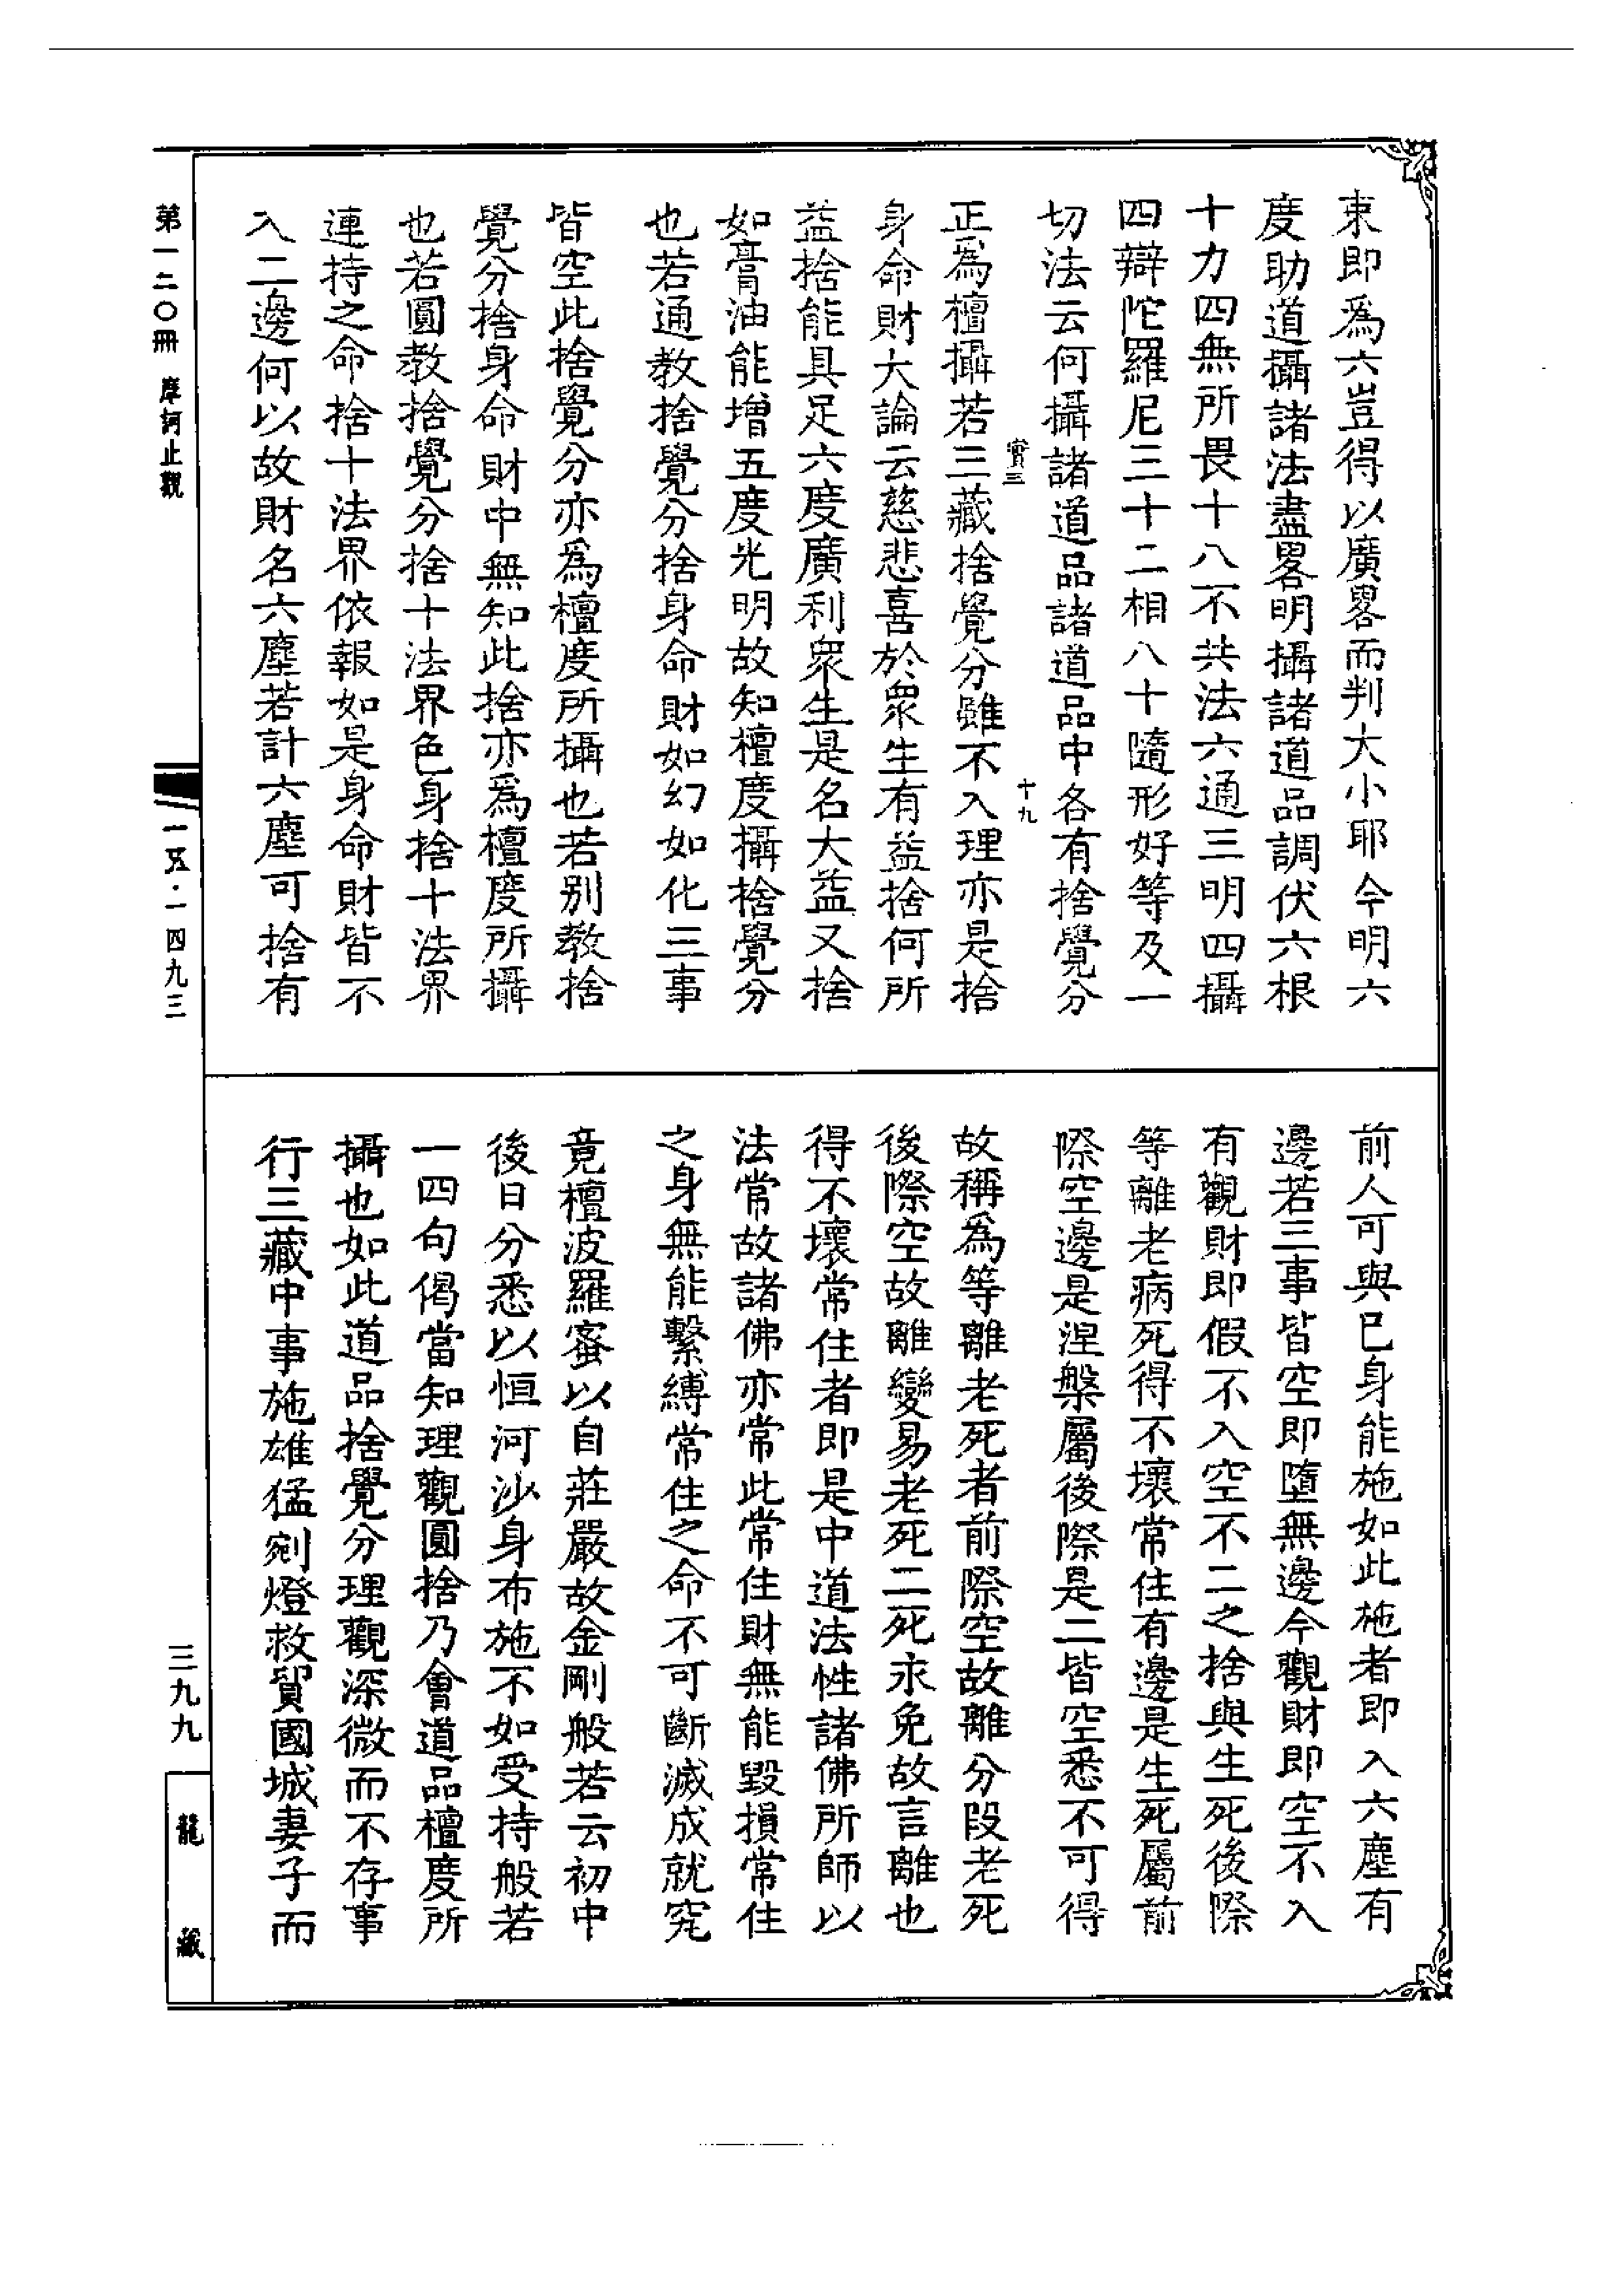 束即爲六豈得以廣畧而判大小耶今明六
度助道攝諸法盡畧明攝諸道品調伏六根
十力四無所畏十八不共法六通三明四攝
四辯陀羅尼三十二相八十隨形好等及一
切法云何攝諸道品諸道品中各有捨覺分
實三
十九
正爲檀攝若三藏捨覺分雖不入理亦是捨
身命財大論云慈悲喜於衆生有益捨何所
益捨能具足六度廣利衆生是名大益又捨
如膏油能增五度光明故知檀度攝捨覺分
也若通教捨覺分捨身命財如幻如化三事
皆空此捨覺分亦爲檀度所攝也若别教捨
覺分捨身命財中無知此捨亦爲檀度所攝
也若圓教捨覺分捨十法界色身捨十法界
連持之命捨十法界依報如是身命財皆不
入二邊何以故財名六塵若計六塵可捨有
前人可與已身能施如此施者即入六塵有
邊若三事皆空即墮無邊今觀財即空不入
有觀財即假不入空不二之捨與生死後際
等離老病死得不壞常住有邊是生死屬前
際空邊是涅槃屬後際是二皆空悉不可得
故稱爲等離老死者前際空故離分段老死
後際空故離變易老死二死永免故言離也
得不壞常住者即是中道法性諸佛所師以
法常故諸佛亦常此常住財無能毀損常住
之身無能繫縛常住之命不可斷滅成就究
竟檀波羅蜜以自莊嚴故金剛般若云初中
後日分悉以恒河沙身布施不如受持般若
一四句偈當知理觀圓捨乃會道品檀度所
攝也如此道品捨覺分理觀深微而不存事
行三藏中事施雄猛剜燈救貿國城妻子而
第一二〇冊 摩訶止觀
一五·一四九三
三九九
龍藏